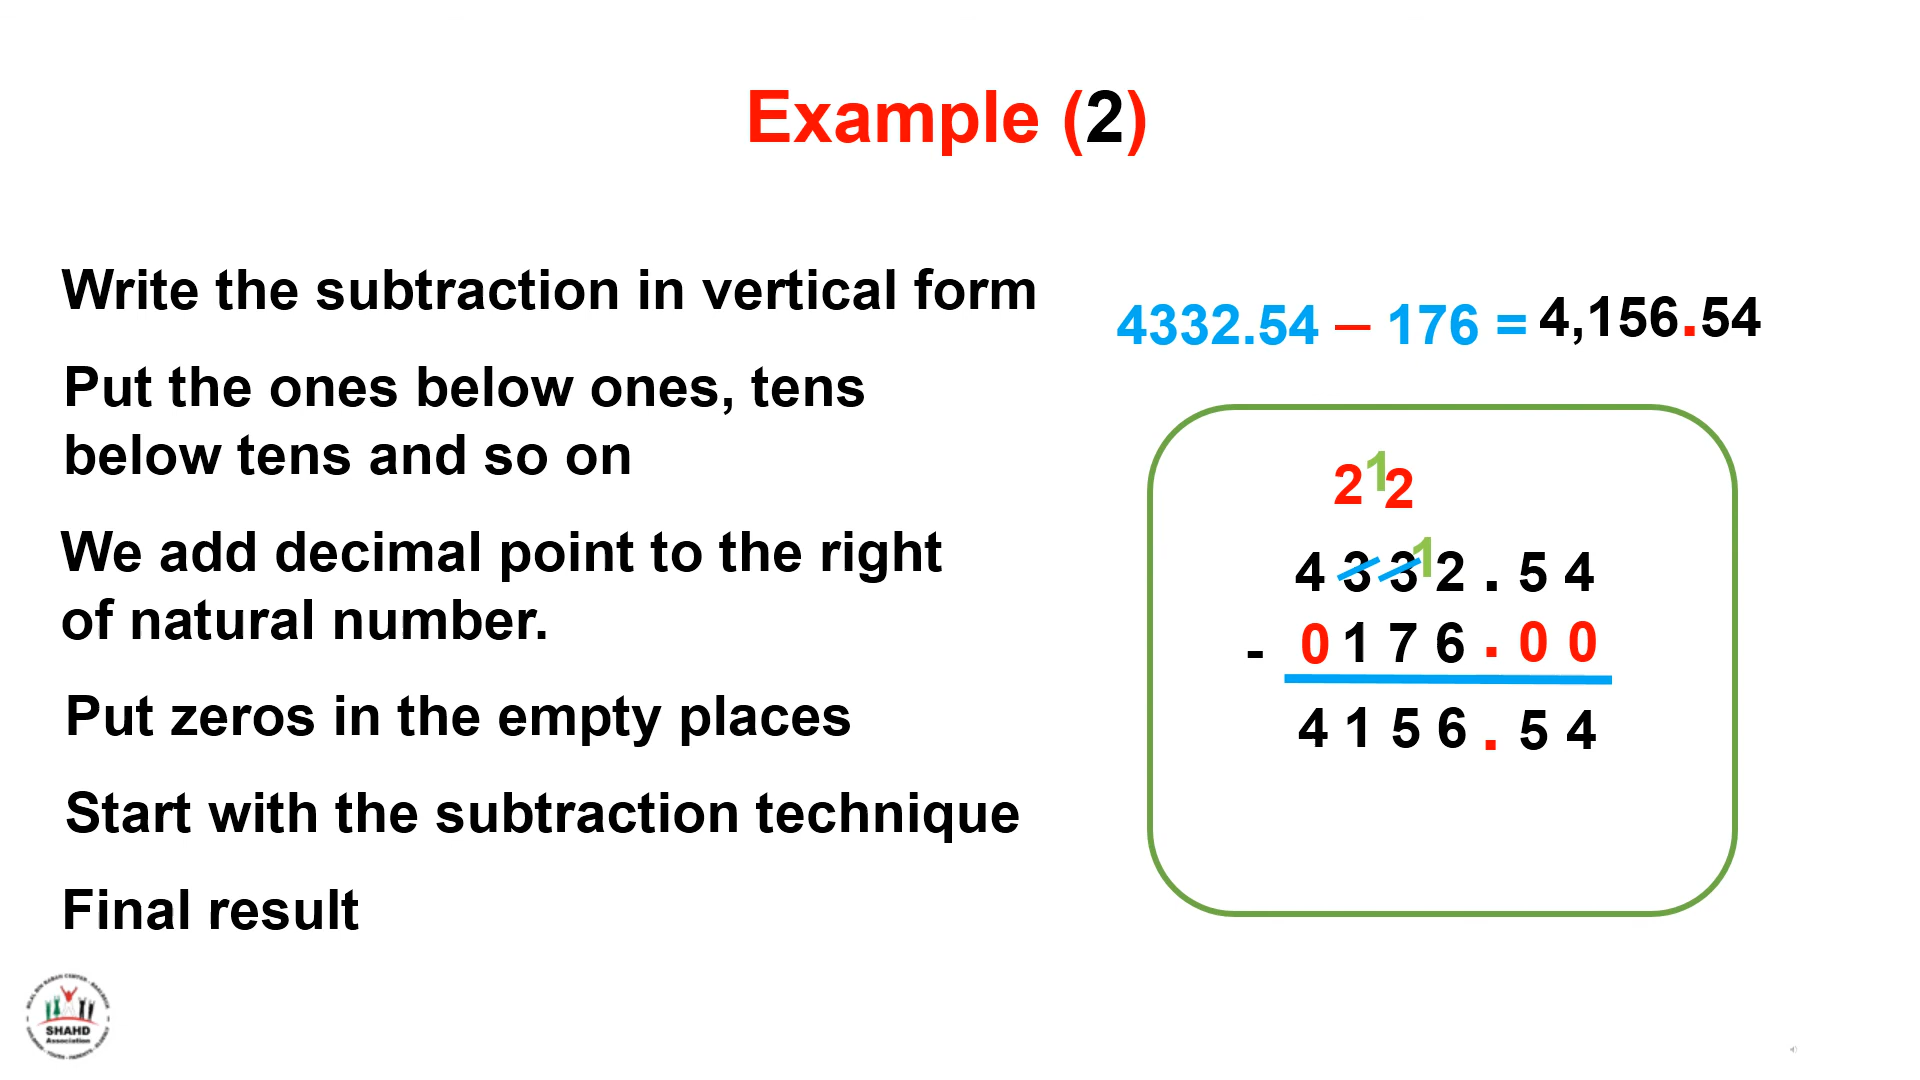 Example (2)
Write the subtraction in vertical form
Put the ones below ones, tens
below tens and so on
We add decimal point to the right
of natural number.
Put zeros in the empty places
Start with the subtraction technique
Final result
4332.54 – 176 = 4,156.54
2 1 2
4 3 3 1 2 . 5 4
- 0 1 7 6 . 0 0
4 1 5 6 . 5 4
SHAHD
Association